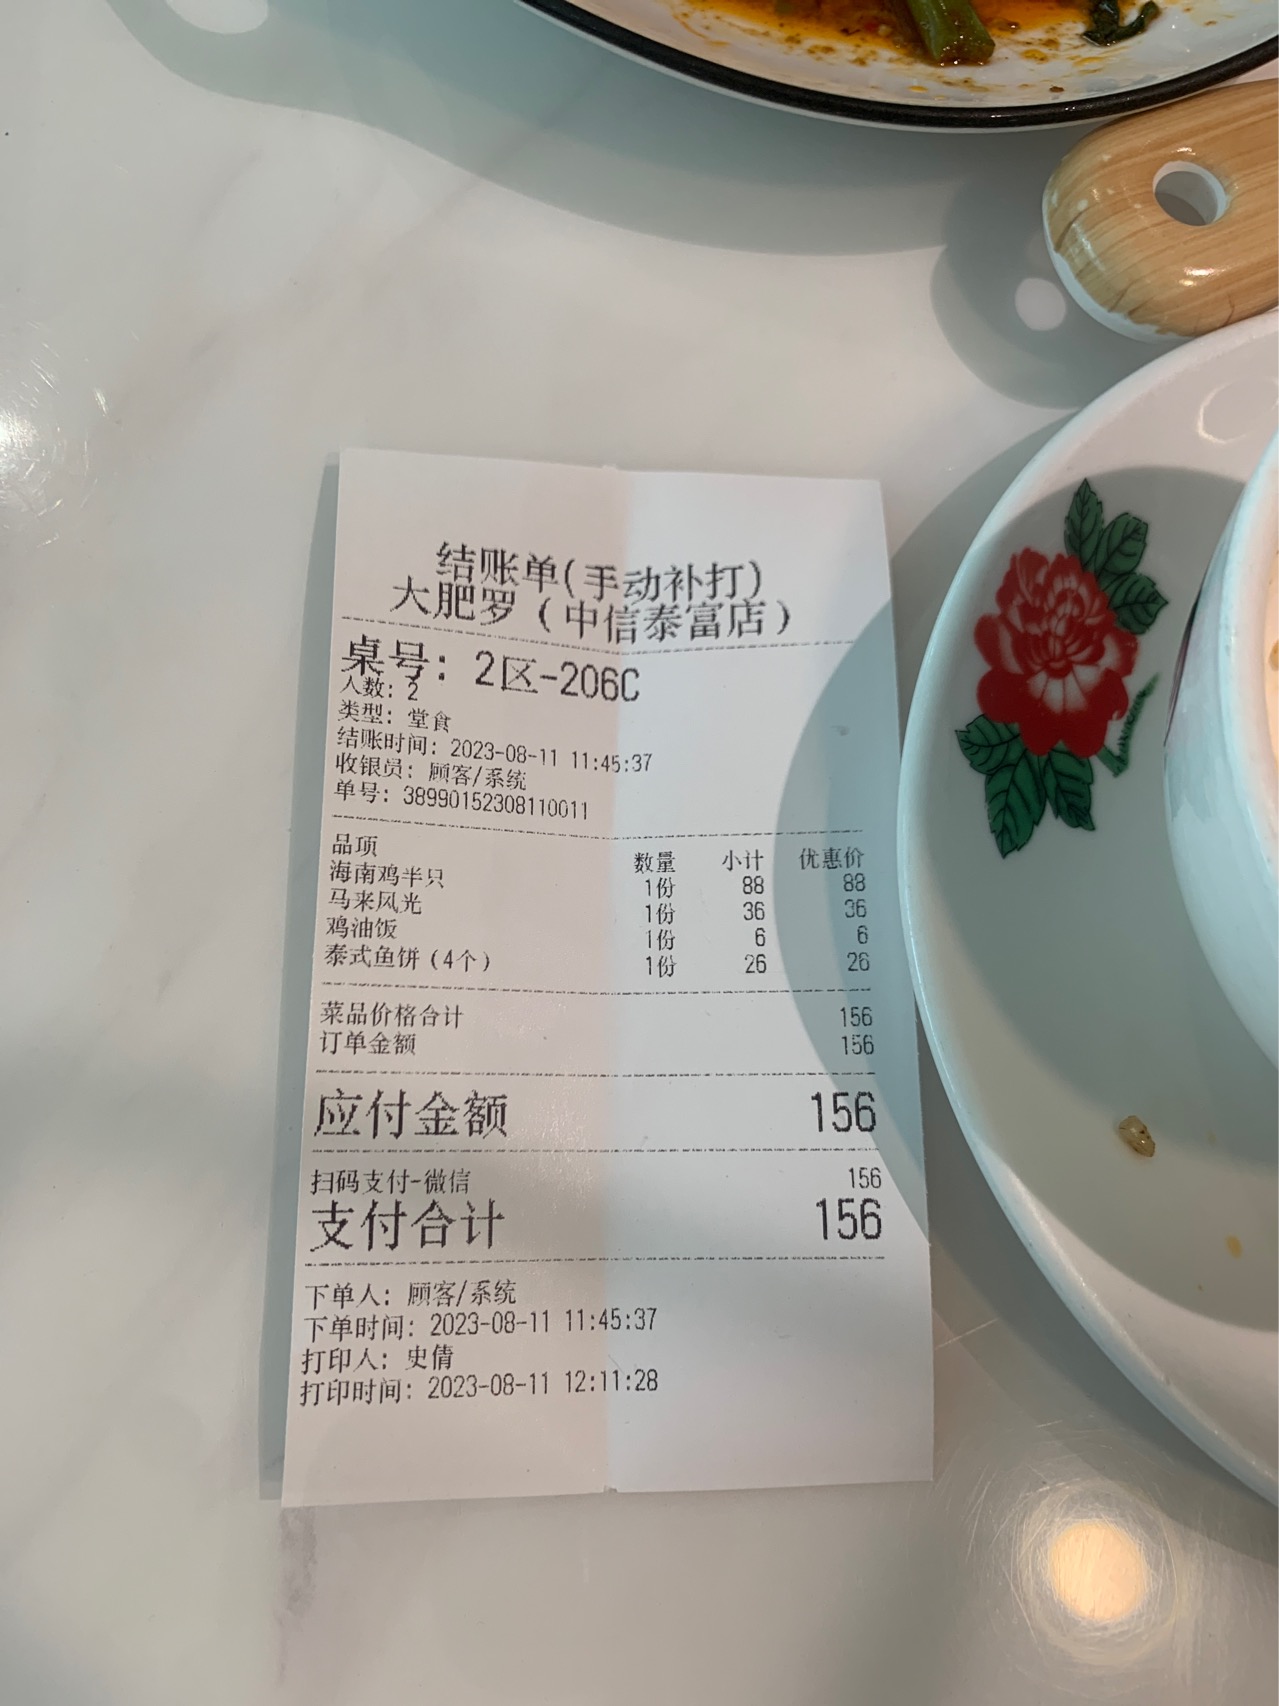 结账单(手动补打)
大肥罗（中信泰富店）
桌号: 2区-206C
人数: 2
类型: 堂食
结账时间: 2023-08-11 11:45:37
收银员: 顾客/系统
单号: 38990152308110011
品项 数量 小计 优惠价
海南鸡半只 1份 88 88
马来风光 1份 36 36
鸡油饭 1份 6 6
泰式鱼饼（4个） 1份 26 26
菜品价格合计 156
订单金额 156
应付金额 156
扫码支付-微信 156
支付合计 156
下单人: 顾客/系统
下单时间: 2023-08-11 11:45:37
打印人: 史倩
打印时间: 2023-08-11 12:11:28